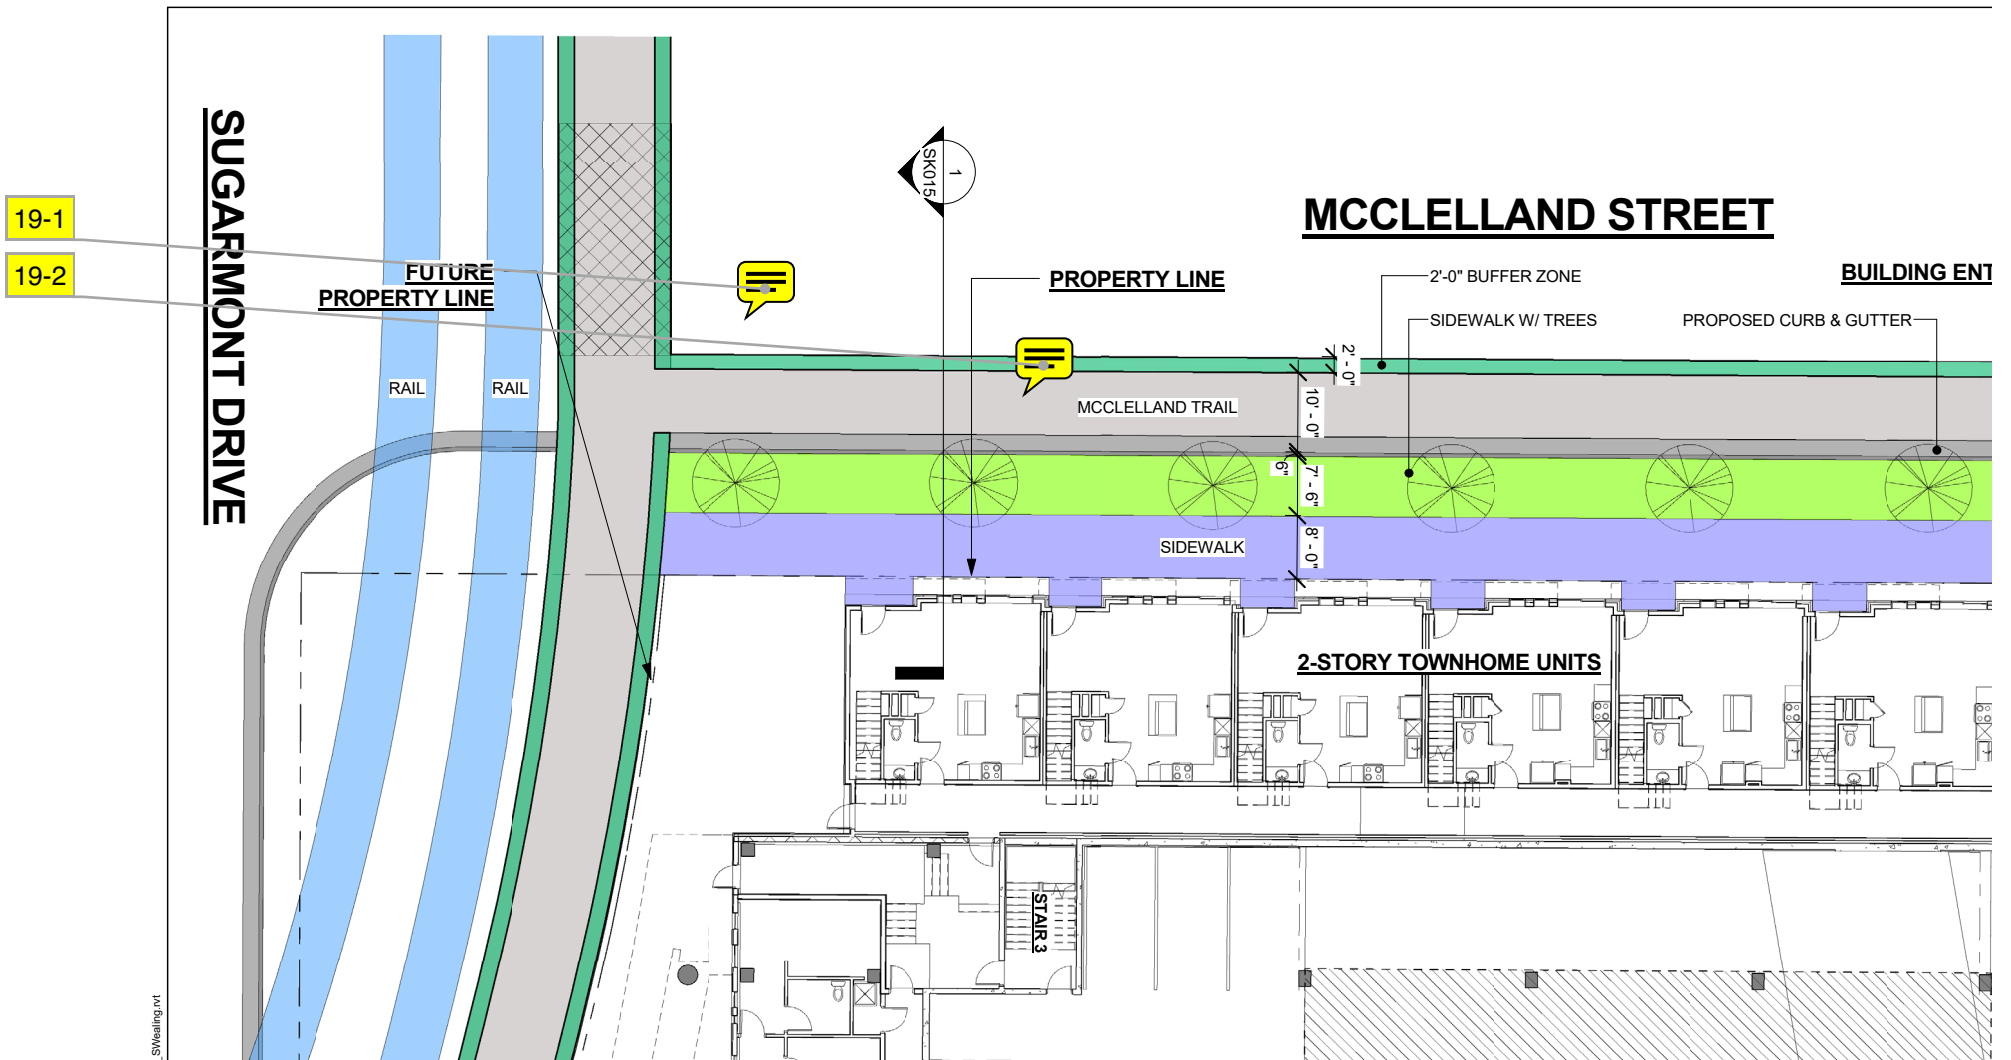 19-1
19-2
SUGARMONT DRIVE
FUTURE
PROPERTY LINE
RAIL
RAIL
1
SK015
PROPERTY LINE
MCCLELLAND STREET
2'-0" BUFFER ZONE
SIDEWALK W/ TREES
BUILDING ENT
PROPOSED CURB & GUTTER
2' - 0"
MCCLELLAND TRAIL
10' - 0"
6"
7' - 6"
SIDEWALK
8' - 0"
2-STORY TOWNHOME UNITS
STAIR 3
_SWealing.rvt